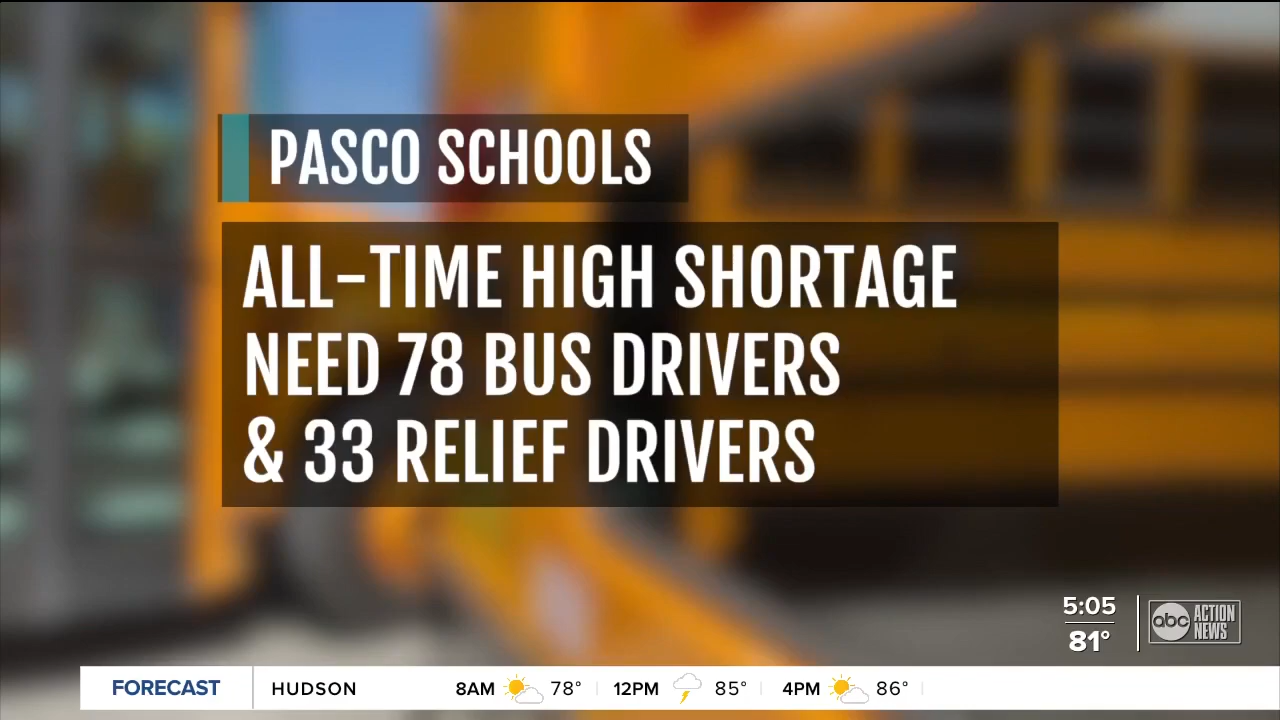 PASCO SCHOOLS
ALL-TIME HIGH SHORTAGE
NEED 78 BUS DRIVERS
& 33 RELIEF DRIVERS
5:05
81°
abc ACTION NEWS
FORECAST HUDSON 8AM 78° 12PM 85° 4PM 86°